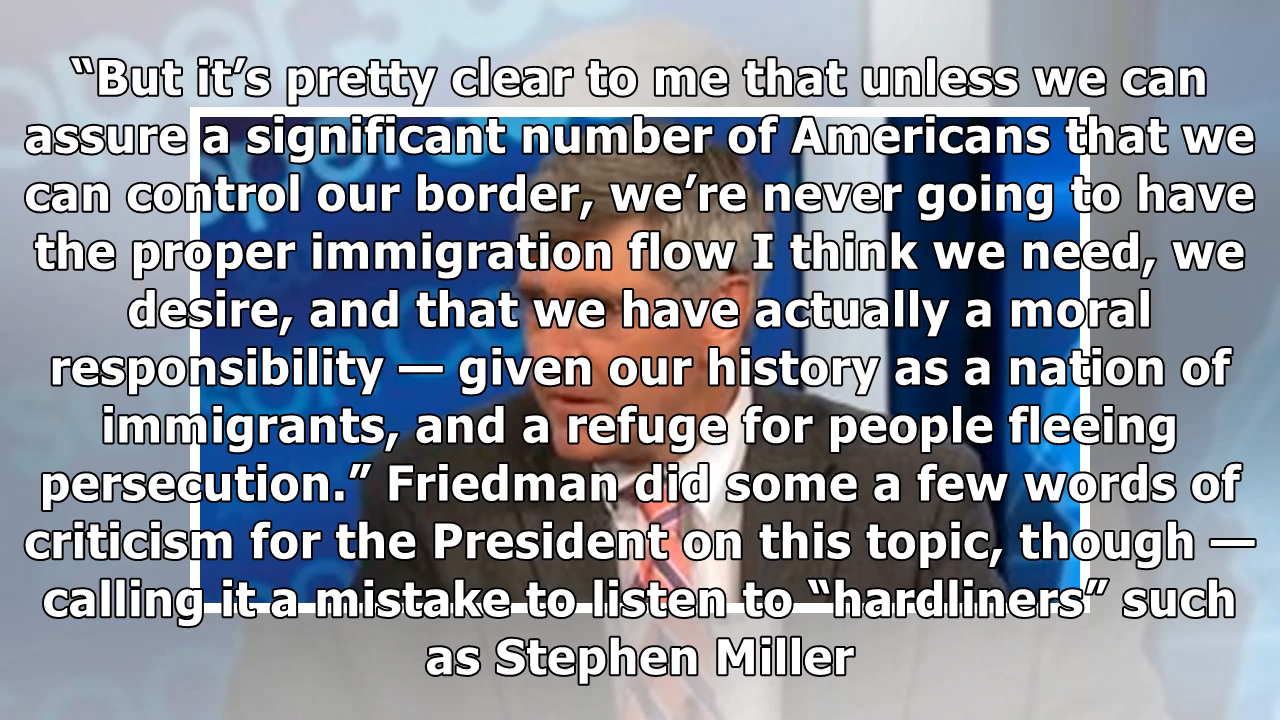 “But it’s pretty clear to me that unless we can
assure a significant number of Americans that we
can control our border, we’re never going to have
the proper immigration flow I think we need, we
desire, and that we have actually a moral
responsibility — given our history as a nation of
immigrants, and a refuge for people fleeing
persecution.” Friedman did some a few words of
criticism for the President on this topic, though —
calling it a mistake to listen to “hardliners” such
as Stephen Miller